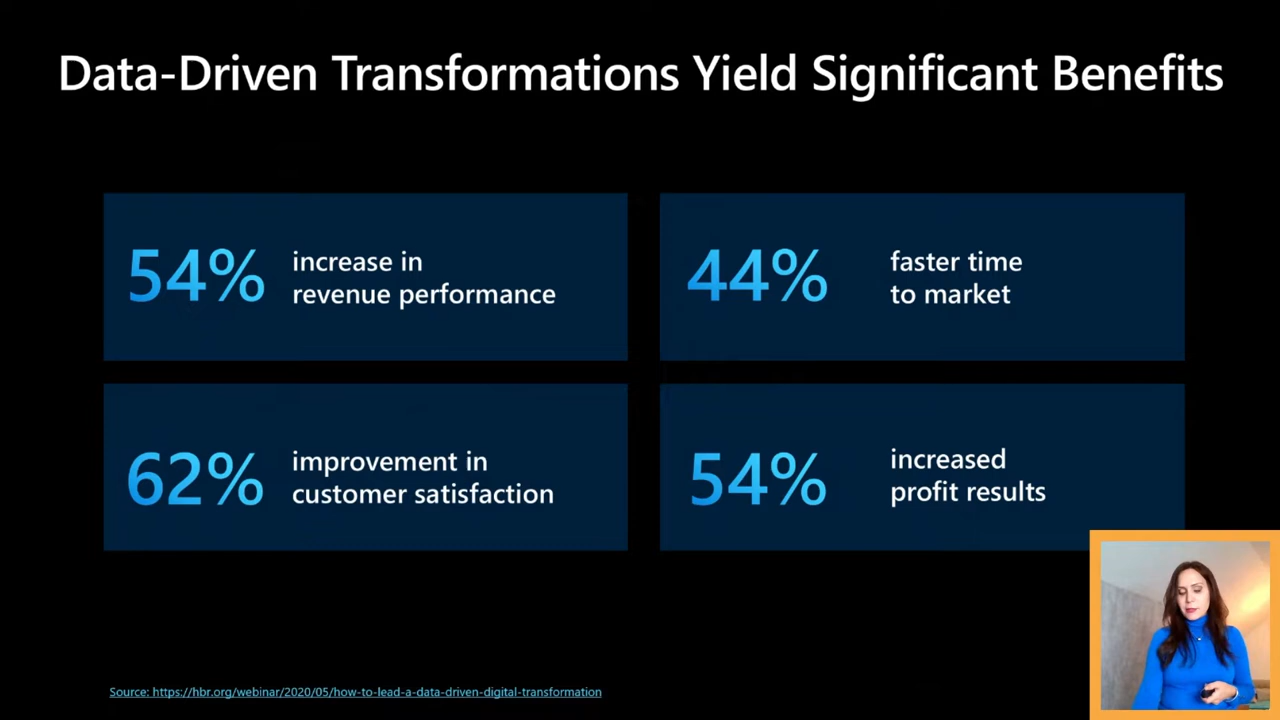 Data-Driven Transformations Yield Significant Benefits
54%
increase in
revenue performance
44%
faster time
to market
62%
improvement in
customer satisfaction
54%
increased
profit results
Source: https://hbr.org/webinar/2020/05/how-to-lead-a-data-driven-digital-transformation